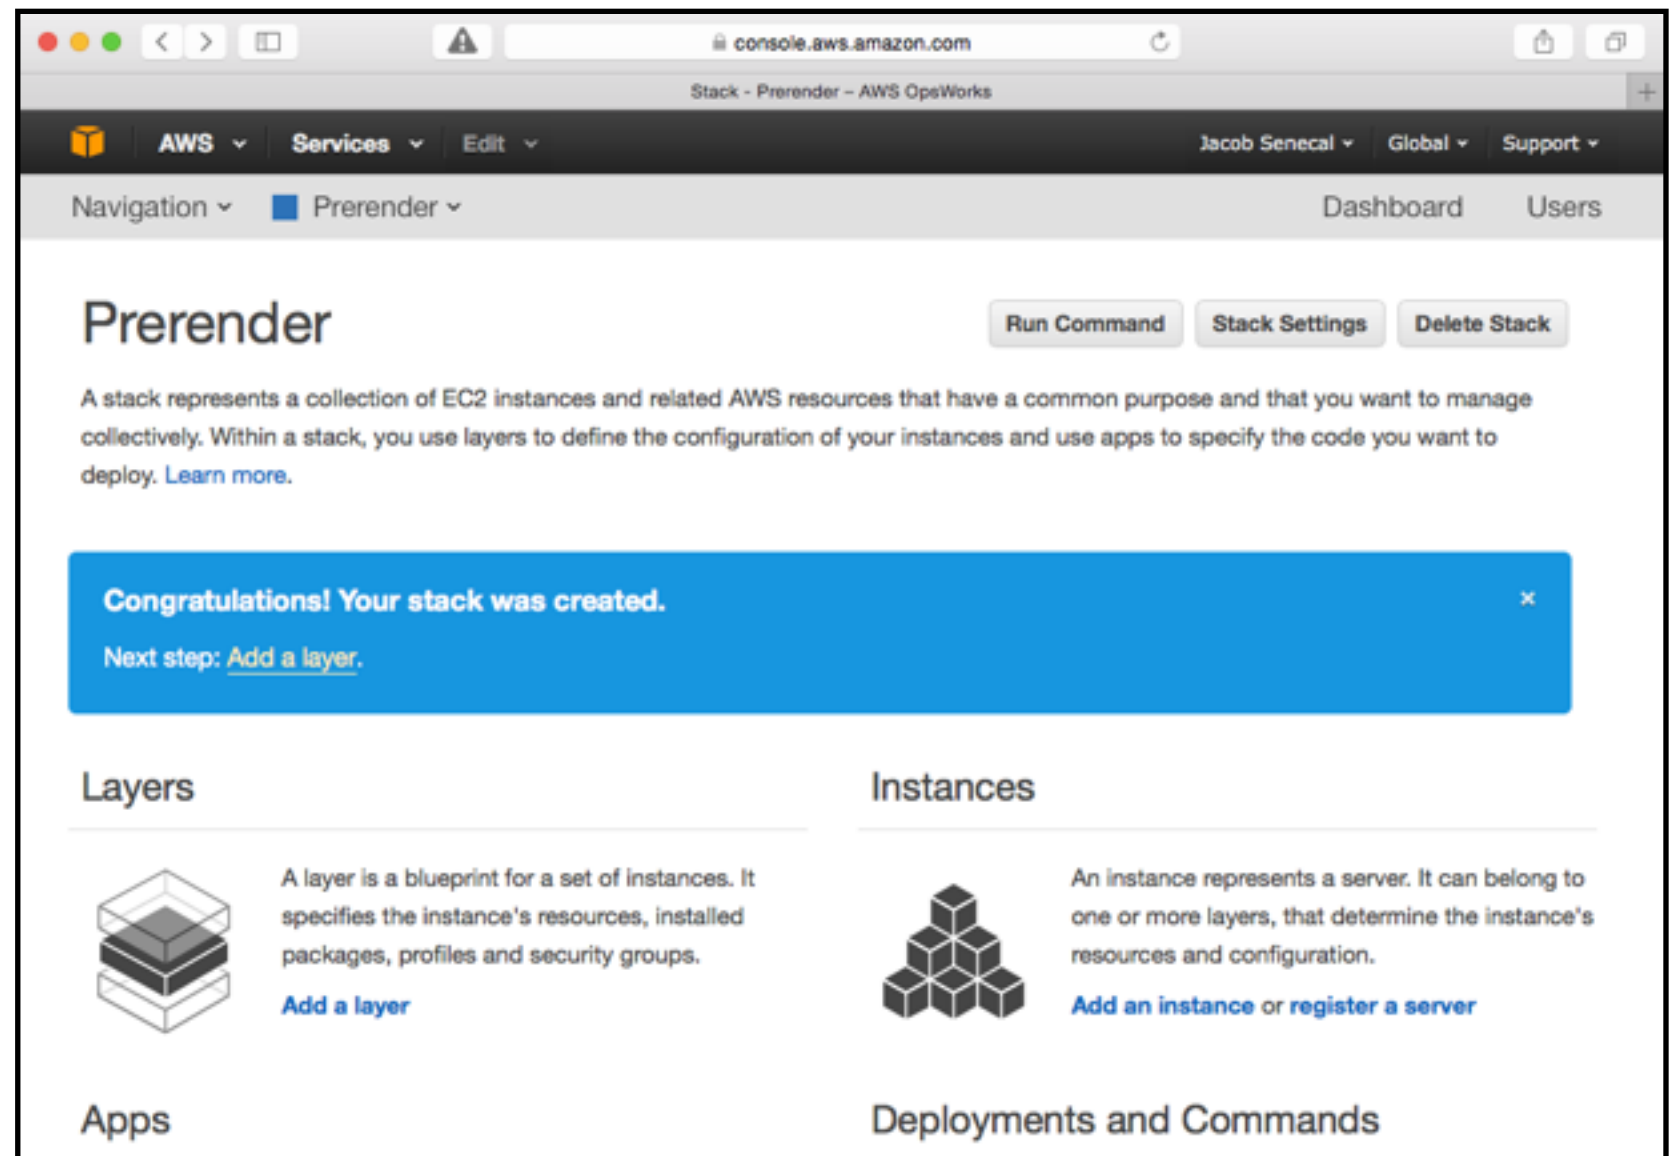 console.aws.amazon.com
Stack - Prerender – AWS OpsWorks
AWS Services Edit Jacob Senecal Global Support
Navigation Prerender Dashboard Users
Prerender
Run Command Stack Settings Delete Stack
A stack represents a collection of EC2 instances and related AWS resources that have a common purpose and that you want to manage
collectively. Within a stack, you use layers to define the configuration of your instances and use apps to specify the code you want to
deploy. Learn more.
Congratulations! Your stack was created.
Next step: Add a layer.
Layers
A layer is a blueprint for a set of instances. It
specifies the instance's resources, installed
packages, profiles and security groups.
Add a layer
Instances
An instance represents a server. It can belong to
one or more layers, that determine the instance's
resources and configuration.
Add an instance or register a server
Apps
Deployments and Commands